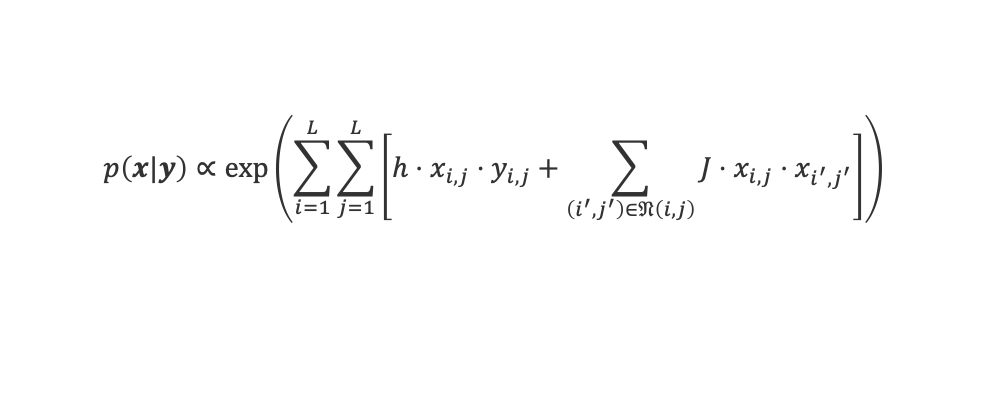 p(x|y) ∝ exp(∑_{i=1}^{L} ∑_{j=1}^{L} [h · x_{i,j} · y_{i,j} + ∑_{(i′,j′)∈𝔑(i,j)} J · x_{i,j} · x_{i′,j′}])